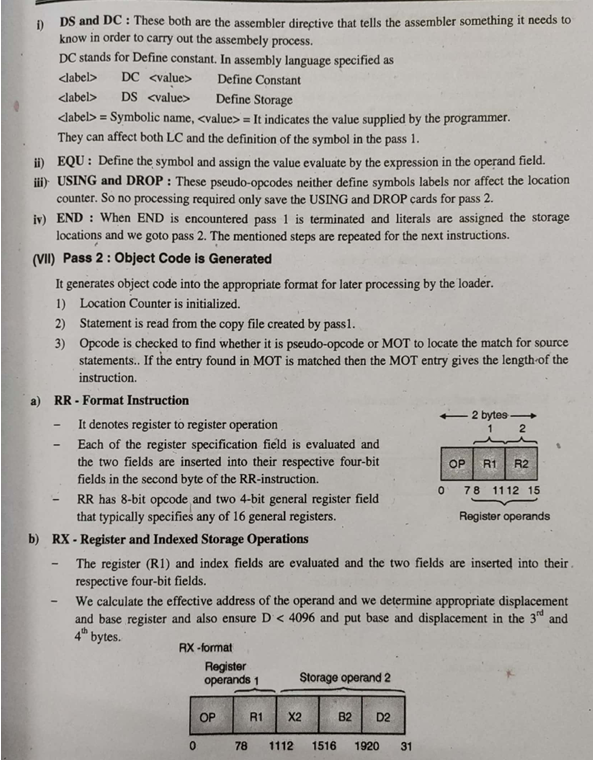 i) DS and DC : These both are the assembler directive that tells the assembler something it needs to
know in order to carry out the assembely process.
DC stands for Define constant. In assembly language specified as
<label> DC <value> Define Constant
<label> DS <value> Define Storage
<label> = Symbolic name, <value> = It indicates the value supplied by the programmer.
They can affect both LC and the definition of the symbol in the pass 1.
ii) EQU : Define the symbol and assign the value evaluate by the expression in the operand field.
iii) USING and DROP : These pseudo-opcodes neither define symbols labels nor affect the location
counter. So no processing required only save the USING and DROP cards for pass 2.
iv) END : When END is encountered pass 1 is terminated and literals are assigned the storage
locations and we goto pass 2. The mentioned steps are repeated for the next instructions.
(VII) Pass 2 : Object Code is Generated
It generates object code into the appropriate format for later processing by the loader.
1) Location Counter is initialized.
2) Statement is read from the copy file created by pass1.
3) Opcode is checked to find whether it is pseudo-opcode or MOT to locate the match for source
statements.. If the entry found in MOT is matched then the MOT entry gives the length of the
instruction.
a) RR - Format Instruction
– It denotes register to register operation
– Each of the register specification field is evaluated and
the two fields are inserted into their respective four-bit
fields in the second byte of the RR-instruction.
– RR has 8-bit opcode and two 4-bit general register field
that typically specifies any of 16 general registers.
2 bytes
1 2
OP R1 R2
0 7 8 11 12 15
Register operands
b) RX - Register and Indexed Storage Operations
– The register (R1) and index fields are evaluated and the two fields are inserted into their
respective four-bit fields.
– We calculate the effective address of the operand and we determine appropriate displacement
and base register and also ensure D < 4096 and put base and displacement in the 3rd and
4th bytes.
RX -format
Register
operands 1 Storage operand 2
OP R1 X2 B2 D2
0 78 1112 1516 1920 31